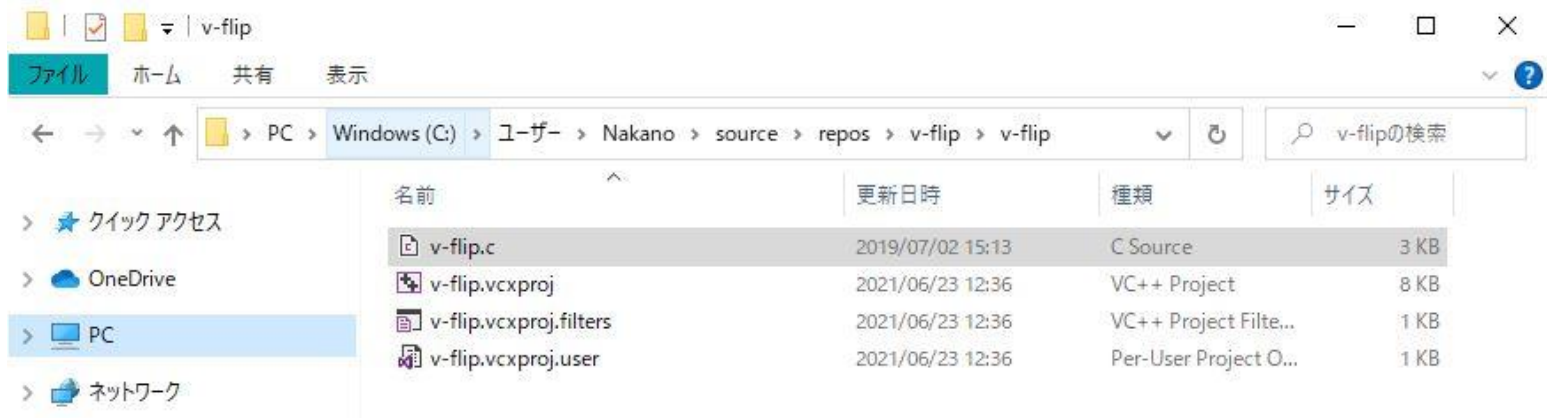 v-flip
ファイル ホーム 共有 表示
PC > Windows (C:) > ユーザー > Nakano > source > repos > v-flip > v-flip v-flipの検索
名前 更新日時 種類 サイズ
クイック アクセス
v-flip.c 2019/07/02 15:13 C Source 3 KB
OneDrive
v-flip.vcxproj 2021/06/23 12:36 VC++ Project 8 KB
v-flip.vcxproj.filters 2021/06/23 12:36 VC++ Project Filte... 1 KB
PC
v-flip.vcxproj.user 2021/06/23 12:36 Per-User Project O... 1 KB
ネットワーク